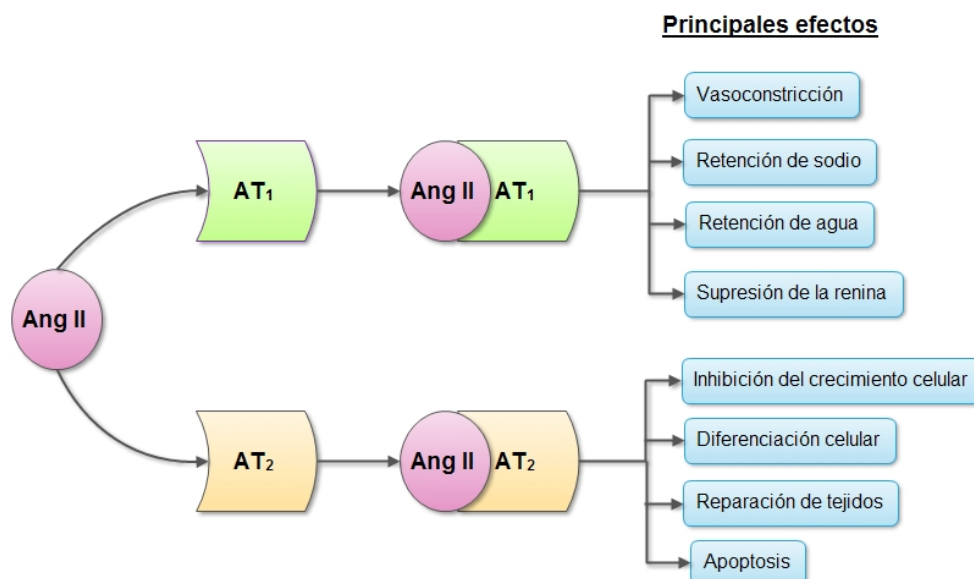 Principales efectos
Vasoconstricción
Retención de sodio
AT₁
Ang II
AT₁
Retención de agua
Supresión de la renina
Ang II
Inhibición del crecimiento celular
Diferenciación celular
AT₂
Ang II
AT₂
Reparación de tejidos
Apoptosis